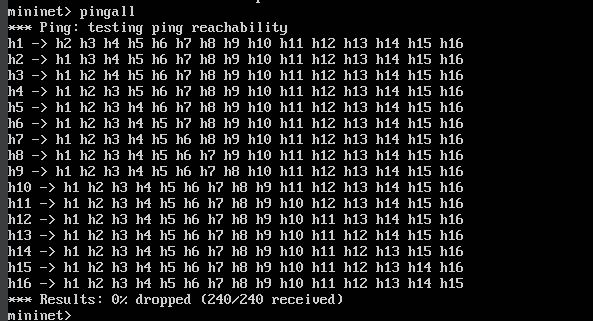 mininet> pingall
*** Ping: testing ping reachability
h1 -> h2 h3 h4 h5 h6 h7 h8 h9 h10 h11 h12 h13 h14 h15 h16
h2 -> h1 h3 h4 h5 h6 h7 h8 h9 h10 h11 h12 h13 h14 h15 h16
h3 -> h1 h2 h4 h5 h6 h7 h8 h9 h10 h11 h12 h13 h14 h15 h16
h4 -> h1 h2 h3 h5 h6 h7 h8 h9 h10 h11 h12 h13 h14 h15 h16
h5 -> h1 h2 h3 h4 h6 h7 h8 h9 h10 h11 h12 h13 h14 h15 h16
h6 -> h1 h2 h3 h4 h5 h7 h8 h9 h10 h11 h12 h13 h14 h15 h16
h7 -> h1 h2 h3 h4 h5 h6 h8 h9 h10 h11 h12 h13 h14 h15 h16
h8 -> h1 h2 h3 h4 h5 h6 h7 h9 h10 h11 h12 h13 h14 h15 h16
h9 -> h1 h2 h3 h4 h5 h6 h7 h8 h10 h11 h12 h13 h14 h15 h16
h10 -> h1 h2 h3 h4 h5 h6 h7 h8 h9 h11 h12 h13 h14 h15 h16
h11 -> h1 h2 h3 h4 h5 h6 h7 h8 h9 h10 h12 h13 h14 h15 h16
h12 -> h1 h2 h3 h4 h5 h6 h7 h8 h9 h10 h11 h13 h14 h15 h16
h13 -> h1 h2 h3 h4 h5 h6 h7 h8 h9 h10 h11 h12 h14 h15 h16
h14 -> h1 h2 h3 h4 h5 h6 h7 h8 h9 h10 h11 h12 h13 h15 h16
h15 -> h1 h2 h3 h4 h5 h6 h7 h8 h9 h10 h11 h12 h13 h14 h16
h16 -> h1 h2 h3 h4 h5 h6 h7 h8 h9 h10 h11 h12 h13 h14 h15
*** Results: 0% dropped (240/240 received)
mininet>